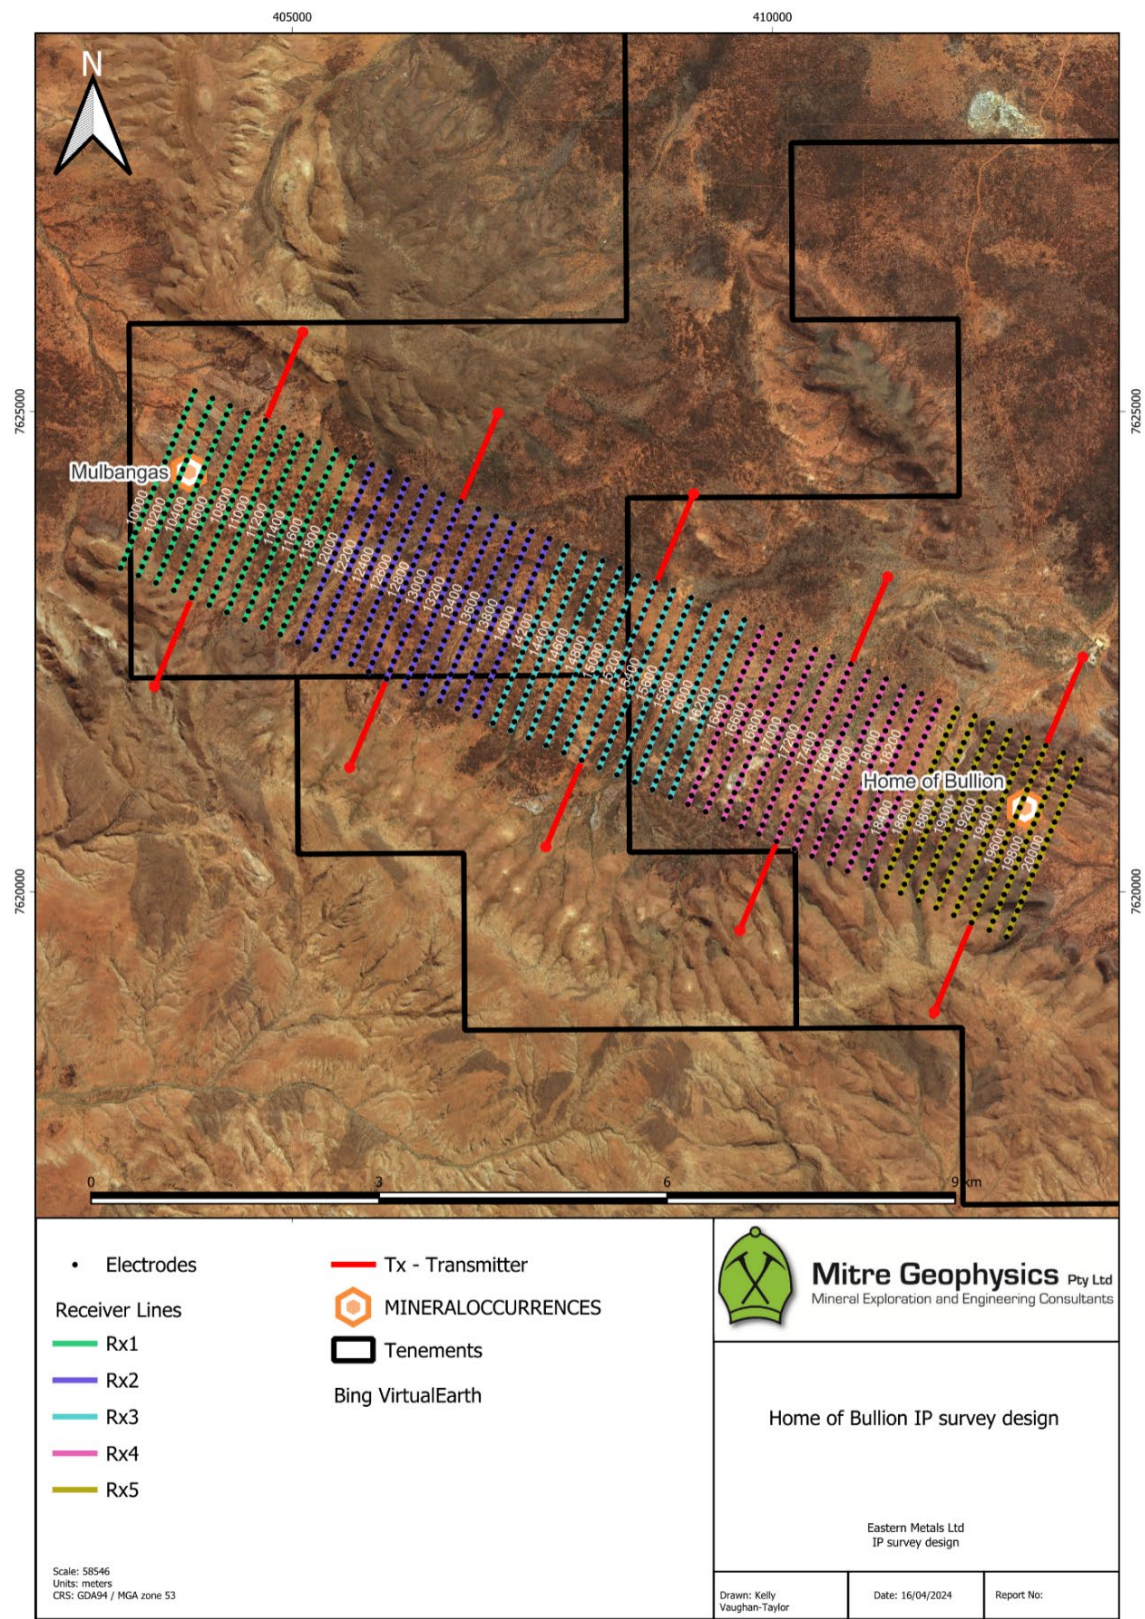 405000
410000
N
7625000
7625000
Mulbangas
10000
10200
10400
10600
10800
11000
11200
11400
11600
11800
12000
12200
12400
12600
12800
13000
13200
13400
13600
13800
14000
14200
14400
14600
14800
15000
15200
15400
15600
15800
16000
16200
16400
16600
16800
17000
17200
17400
17600
17800
18000
18200
Home of Bullion
18400
18600
18800
19000
19200
19400
19600
19800
20000
7620000
7620000
0 3 6 9 km
Electrodes
Receiver Lines
Rx1
Rx2
Rx3
Rx4
Rx5
Tx - Transmitter
MINERALOCCURRENCES
Tenements
Bing VirtualEarth
Scale: 58546
Units: meters
CRS: GDA94 / MGA zone 53
Mitre Geophysics Pty Ltd
Mineral Exploration and Engineering Consultants
Home of Bullion IP survey design
Eastern Metals Ltd
IP survey design
Drawn: Kelly
Vaughan-Taylor
Date: 16/04/2024
Report No: